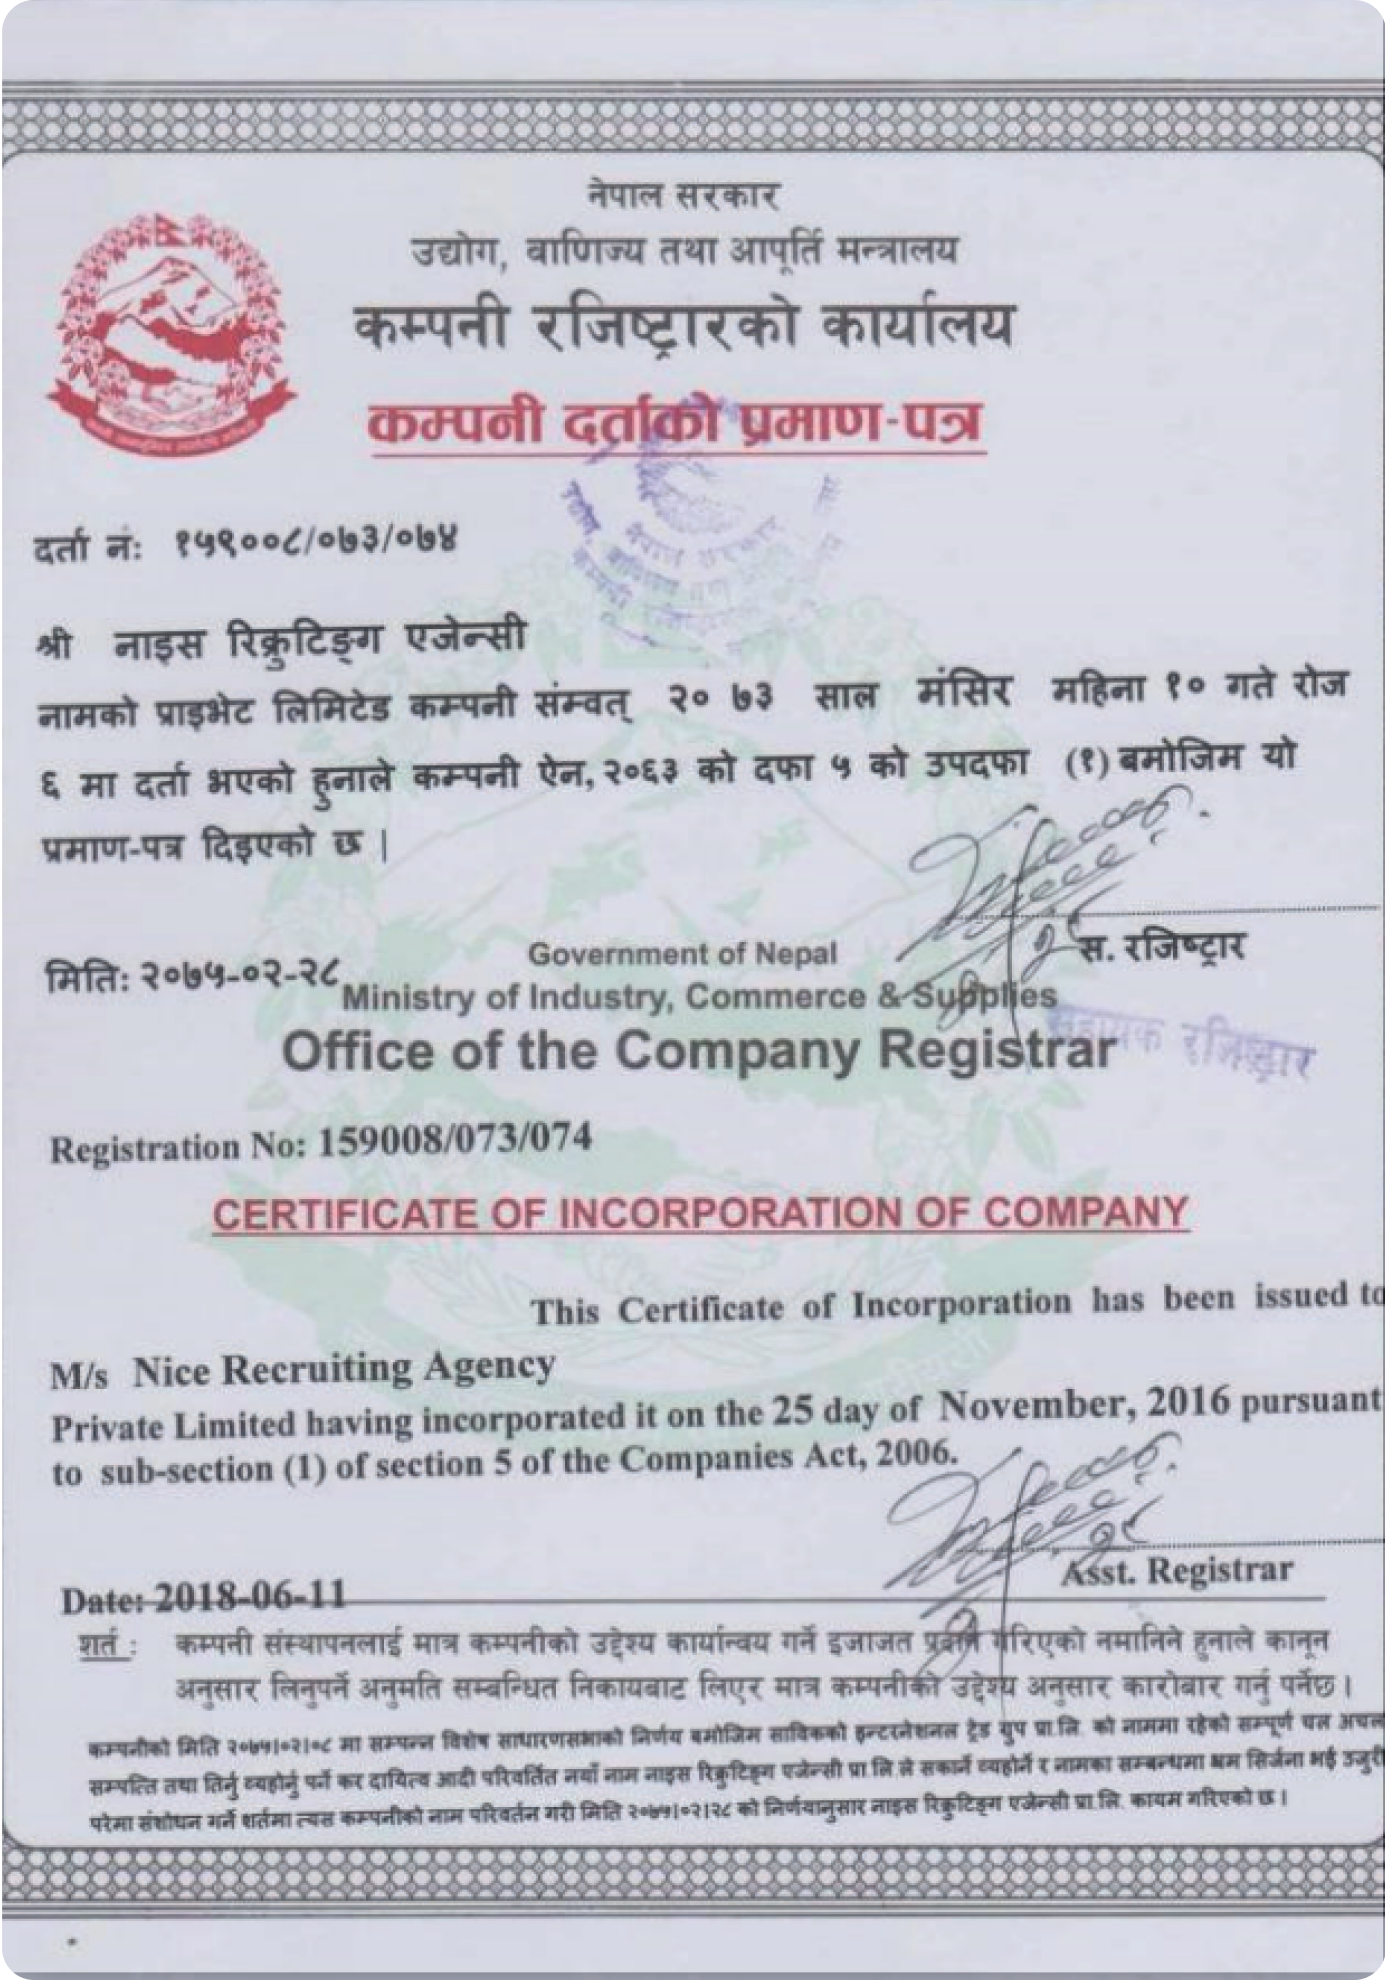 नेपाल सरकार
उद्योग, वाणिज्य तथा आपूर्ति मन्त्रालय
कम्पनी रजिष्ट्रारको कार्यालय
कम्पनी दर्ताको प्रमाण-पत्र
दर्ता नं: १५९००८/०७३/०७४
श्री नाइस रिक्रुटिङ्ग एजेन्सी
नामको प्राइभेट लिमिटेड कम्पनी संम्वत् २० ७३ साल मंसिर महिना १० गते रोज
६ मा दर्ता भएको हुनाले कम्पनी ऐन, २०६३ को दफा ५ को उपदफा (१) बमोजिम यो
प्रमाण-पत्र दिइएको छ |
स. रजिष्ट्रार
मिति: २०७५-०२-२८
सहायक रजिष्ट्रार
Government of Nepal
Ministry of Industry, Commerce & Supplies
Office of the Company Registrar
Registration No: 159008/073/074
CERTIFICATE OF INCORPORATION OF COMPANY
This Certificate of Incorporation has been issued to
M/s Nice Recruiting Agency
Private Limited having incorporated it on the 25 day of November, 2016 pursuant
to sub-section (1) of section 5 of the Companies Act, 2006.
Asst. Registrar
Date: 2018-06-11
शर्त : कम्पनी संस्थापनलाई मात्र कम्पनीको उद्देश्य कार्यान्वय गर्ने इजाजत प्रदान गरिएको नमानिने हुनाले कानून
अनुसार लिनुपर्ने अनुमति सम्बन्धित निकायबाट लिएर मात्र कम्पनीको उद्देश्य अनुसार कारोबार गर्नु पर्नेछ ।
कम्पनीको मिति २०७५।०२।०८ मा सम्पन्न विशेष साधारणसभाको निर्णय बमोजिम साविकको इन्टरनेशनल ट्रेड ग्रुप प्रा.लि. को नाममा रहेको सम्पूर्ण चल अचल
सम्पत्ति तथा तिर्नु व्यहोर्नु पर्ने कर दायित्व आदी परिवर्तित नयाँ नाम नाइस रिक्रुटिङ्ग एजेन्सी प्रा लि ले सकार्ने व्यहोर्ने र नामका सम्बन्धमा भ्रम सिर्जना भई उजुरी
परेमा संशोधन गर्ने शर्तमा त्यस कम्पनीको नाम परिवर्तन गरी मिति २०७५।०२।२८ को निर्णयानुसार नाइस रिक्रुटिङ्ग एजेन्सी प्रा.लि. कायम गरिएको छ ।